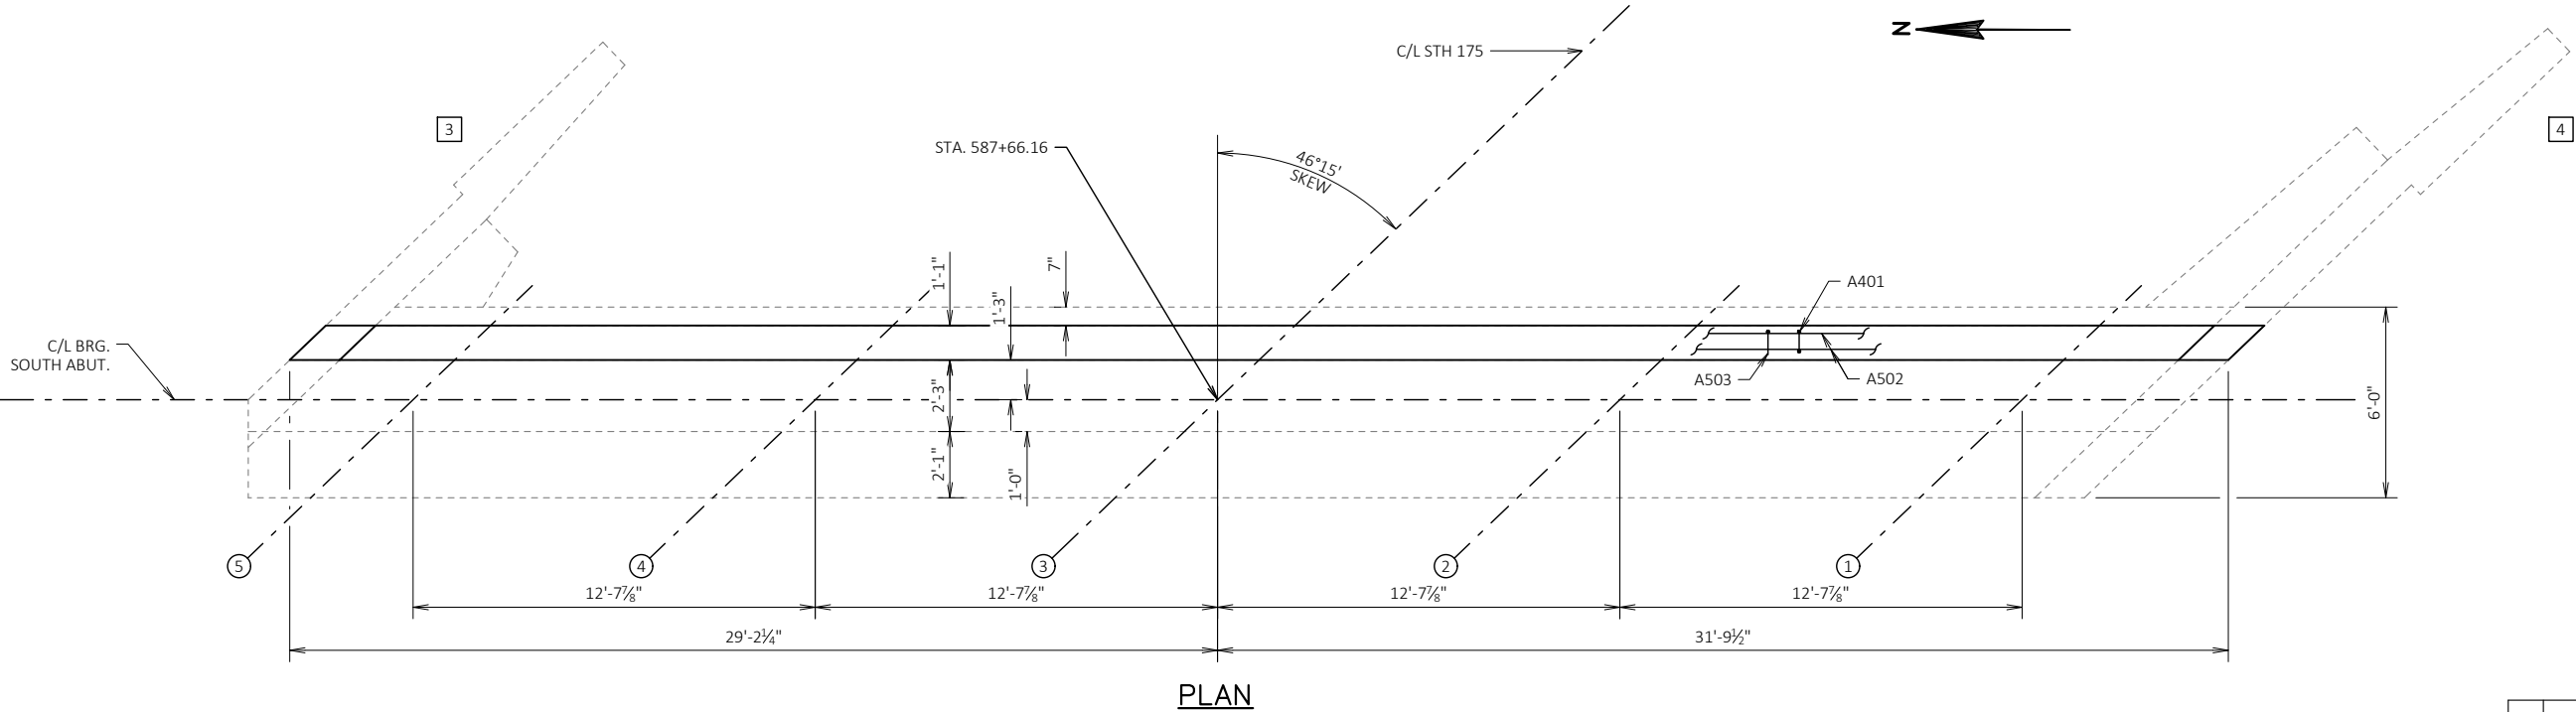 N
C/L STH 175
3
4
STA. 587+66.16
46°15'
SKEW
1'-1"
7"
1'-3"
A401
C/L BRG.
SOUTH ABUT.
A503
A502
2'-3"
6'-0"
2'-1"
1'-0"
5
4
3
2
1
12'-7⅞"
12'-7⅞"
12'-7⅞"
12'-7⅞"
29'-2¼"
31'-9½"
PLAN